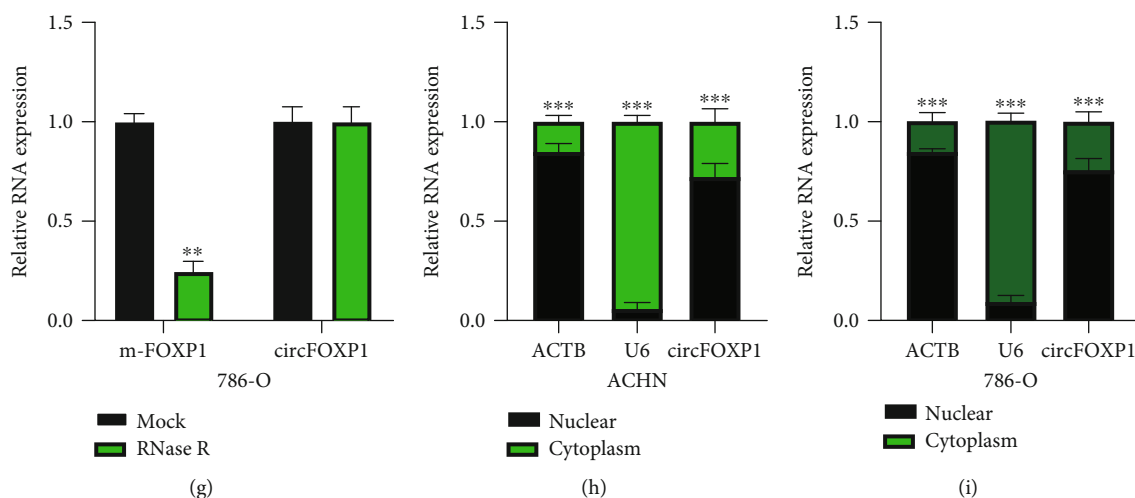 Relative RNA expression
1.5
1.0
0.5
0.0
**
m-FOXP1 circFOXP1
786-O
Mock
RNase R
(g)
Relative RNA expression
1.5
1.0
0.5
0.0
*** *** ***
ACTB U6 circFOXP1
ACHN
Nuclear
Cytoplasm
(h)
Relative RNA expression
1.5
1.0
0.5
0.0
*** *** ***
ACTB U6 circFOXP1
786-O
Nuclear
Cytoplasm
(i)